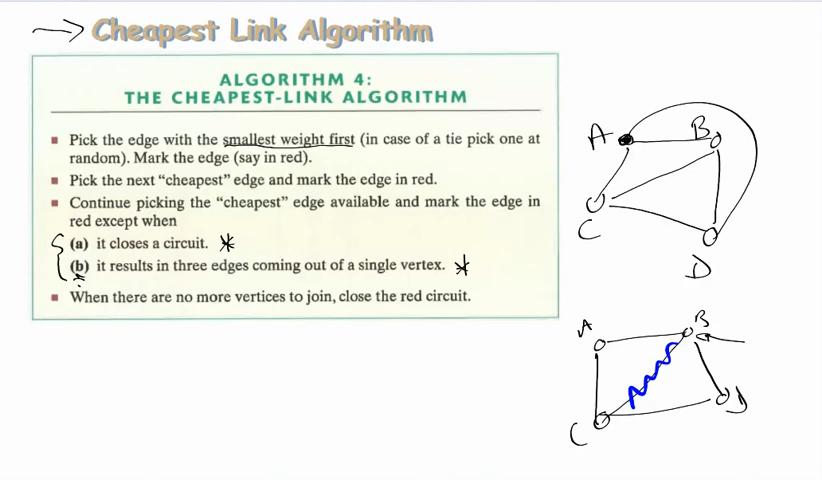 Cheapest Link Algorithm
ALGORITHM 4:
THE CHEAPEST-LINK ALGORITHM
Pick the edge with the smallest weight first (in case of a tie pick one at
random). Mark the edge (say in red).
Pick the next “cheapest” edge and mark the edge in red.
Continue picking the “cheapest” edge available and mark the edge in
red except when
(a) it closes a circuit.
(b) it results in three edges coming out of a single vertex.
When there are no more vertices to join, close the red circuit.
A B
C
D
A B
C D